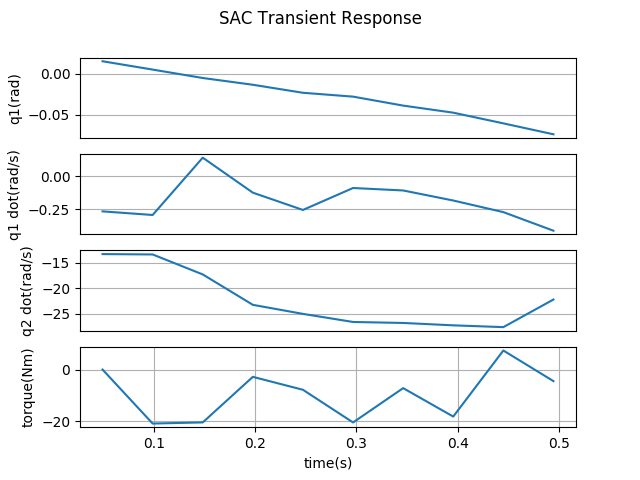 SAC Transient Response
q1(rad)
0.00
−0.05
q1 dot(rad/s)
0.00
−0.25
q2 dot(rad/s)
−15
−20
−25
torque(Nm)
0
−20
0.1 0.2 0.3 0.4 0.5
time(s)